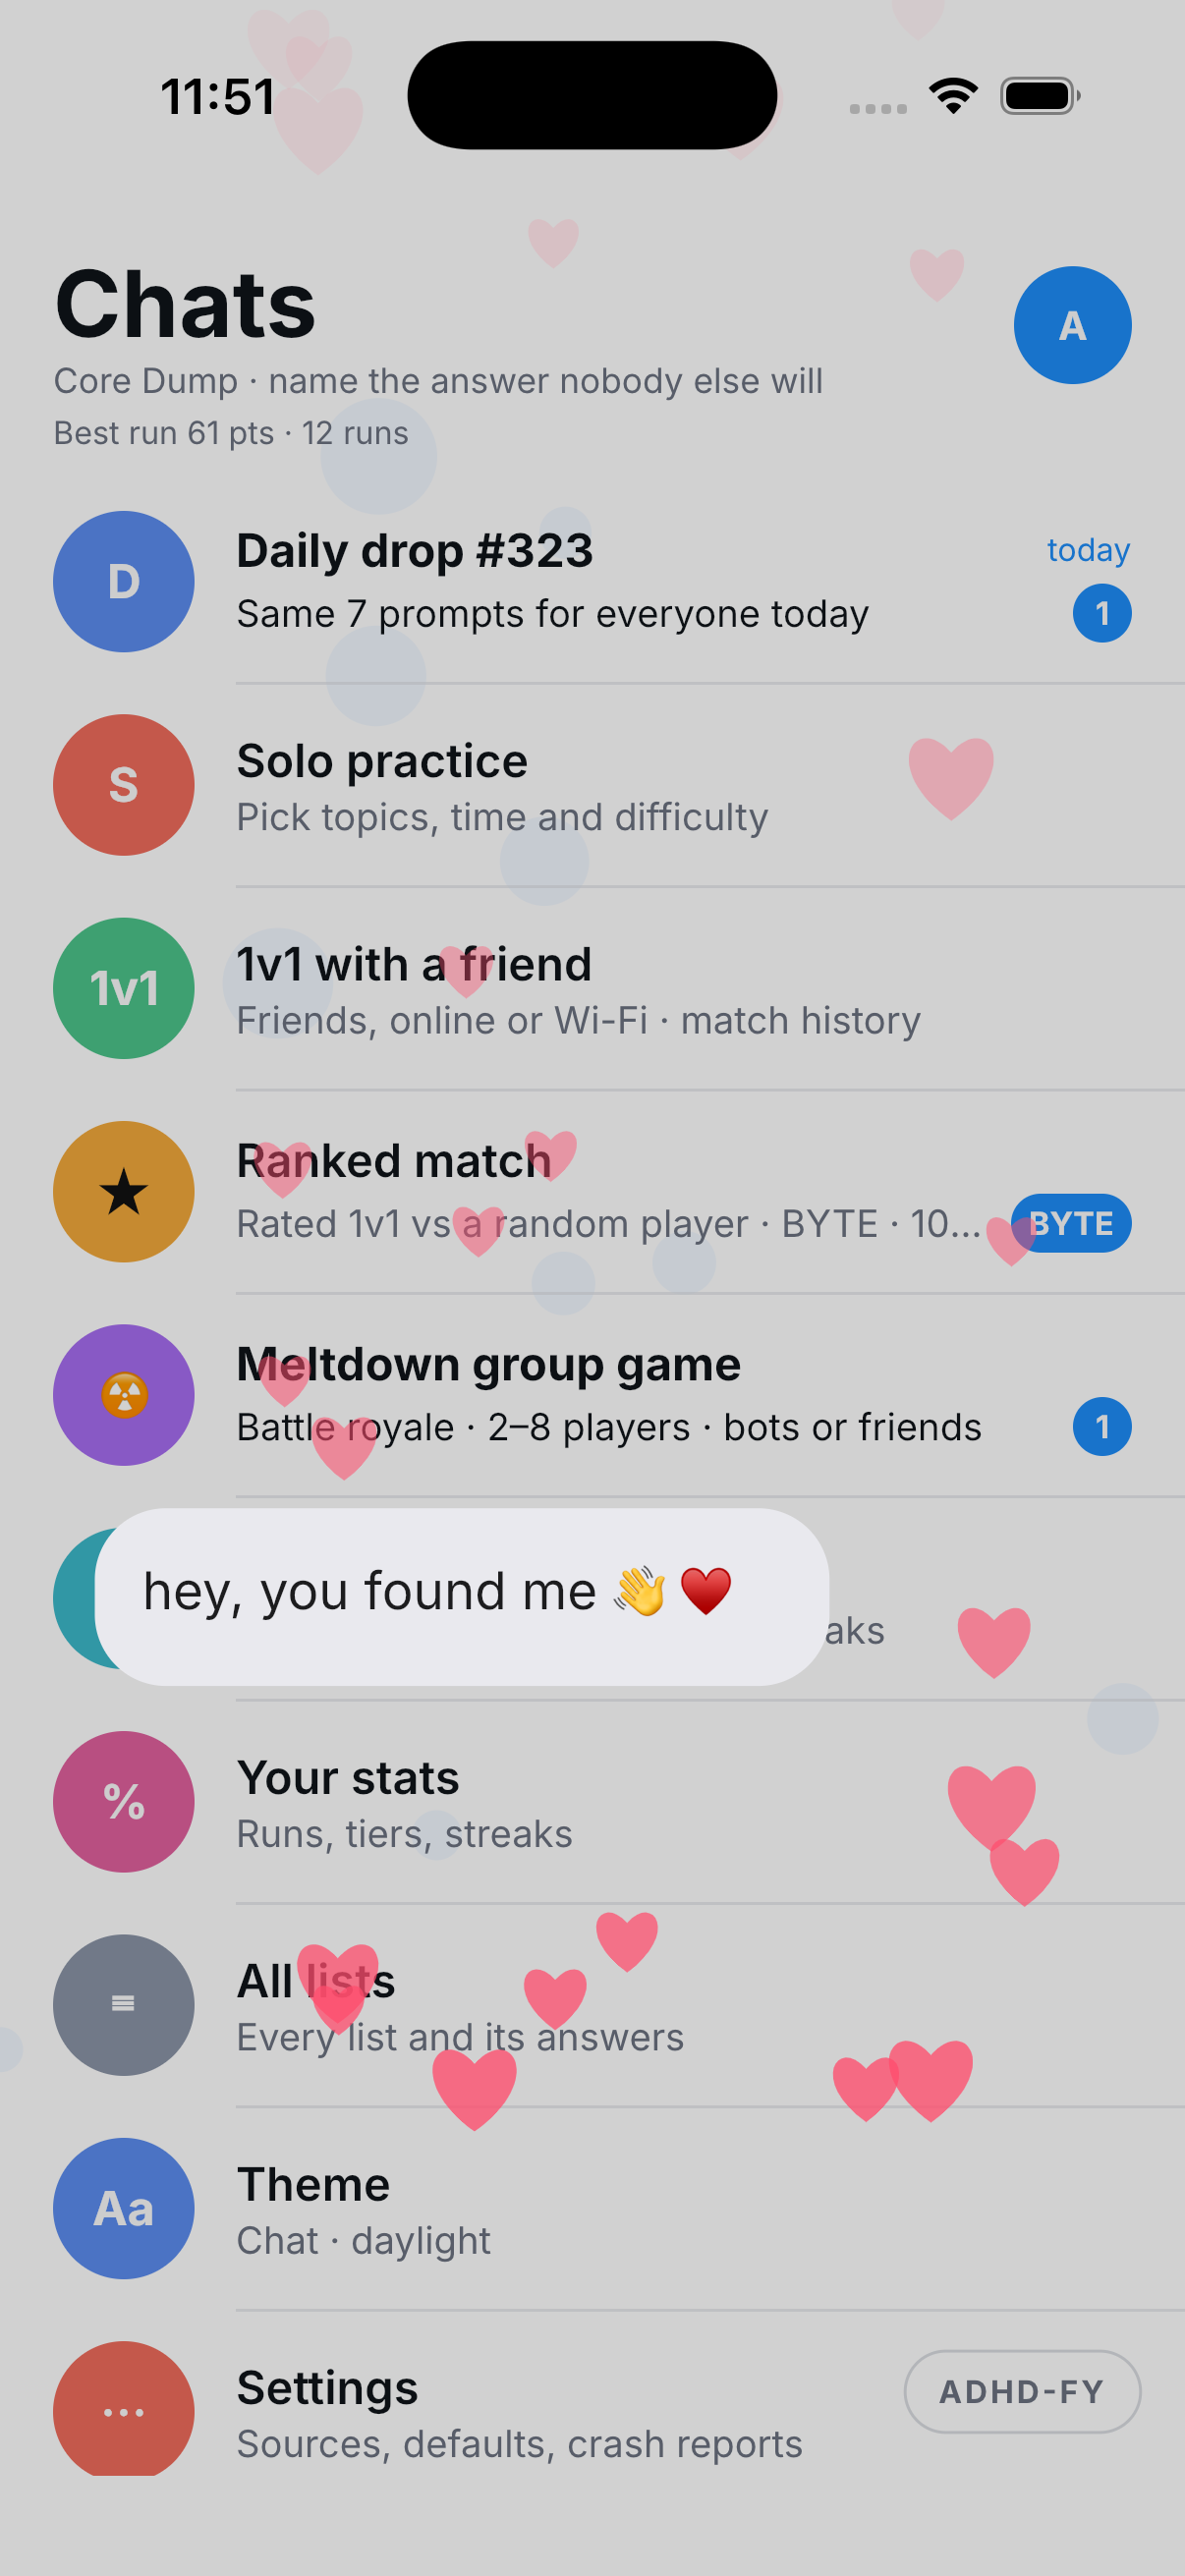 11:51
Chats
A
Core Dump · name the answer nobody else will
Best run 61 pts · 12 runs
D
Daily drop #323
today
Same 7 prompts for everyone today
1
S
Solo practice
Pick topics, time and difficulty
1v1
1v1 with a friend
Friends, online or Wi-Fi · match history
★
Ranked match
Rated 1v1 vs a random player · BYTE · 10...
BYTE
☢
Meltdown group game
Battle royale · 2–8 players · bots or friends
1
hey, you found me 👋 ♥
aks
%
Your stats
Runs, tiers, streaks
≡
All lists
Every list and its answers
Aa
Theme
Chat · daylight
...
Settings
ADHD-FY
Sources, defaults, crash reports